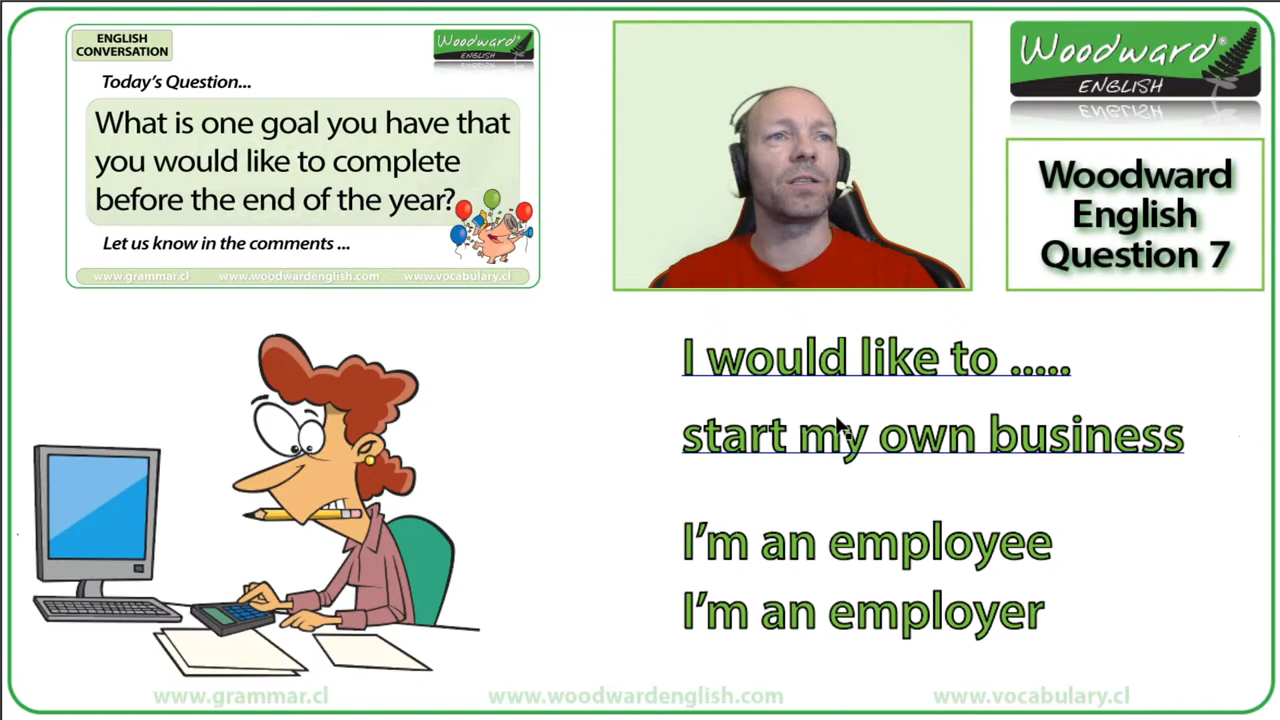 ENGLISH
CONVERSATION
Woodward
ENGLISH
Today's Question...
What is one goal you have that
you would like to complete
before the end of the year?
Let us know in the comments ...
www.grammar.cl www.woodwardenglish.com www.vocabulary.cl
Woodward®
ENGLISH
Woodward
English
Question 7
I would like to .....
start my own business
I'm an employee
I'm an employer
www.grammar.cl www.woodwardenglish.com www.vocabulary.cl